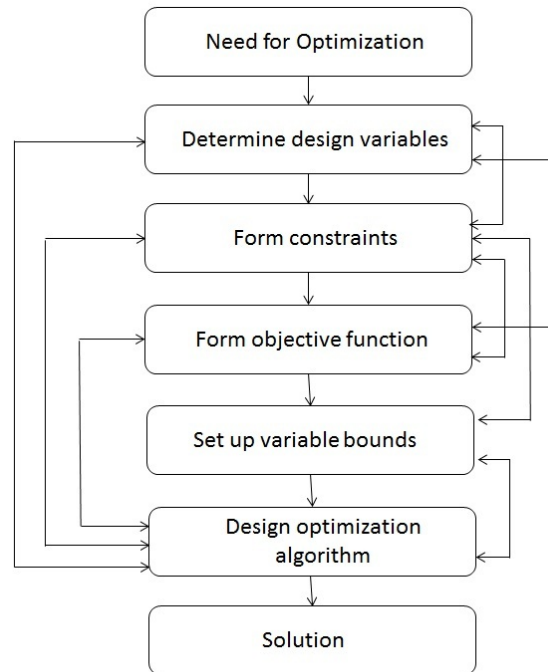 Need for Optimization
Determine design variables
Form constraints
Form objective function
Set up variable bounds
Design optimization
algorithm
Solution